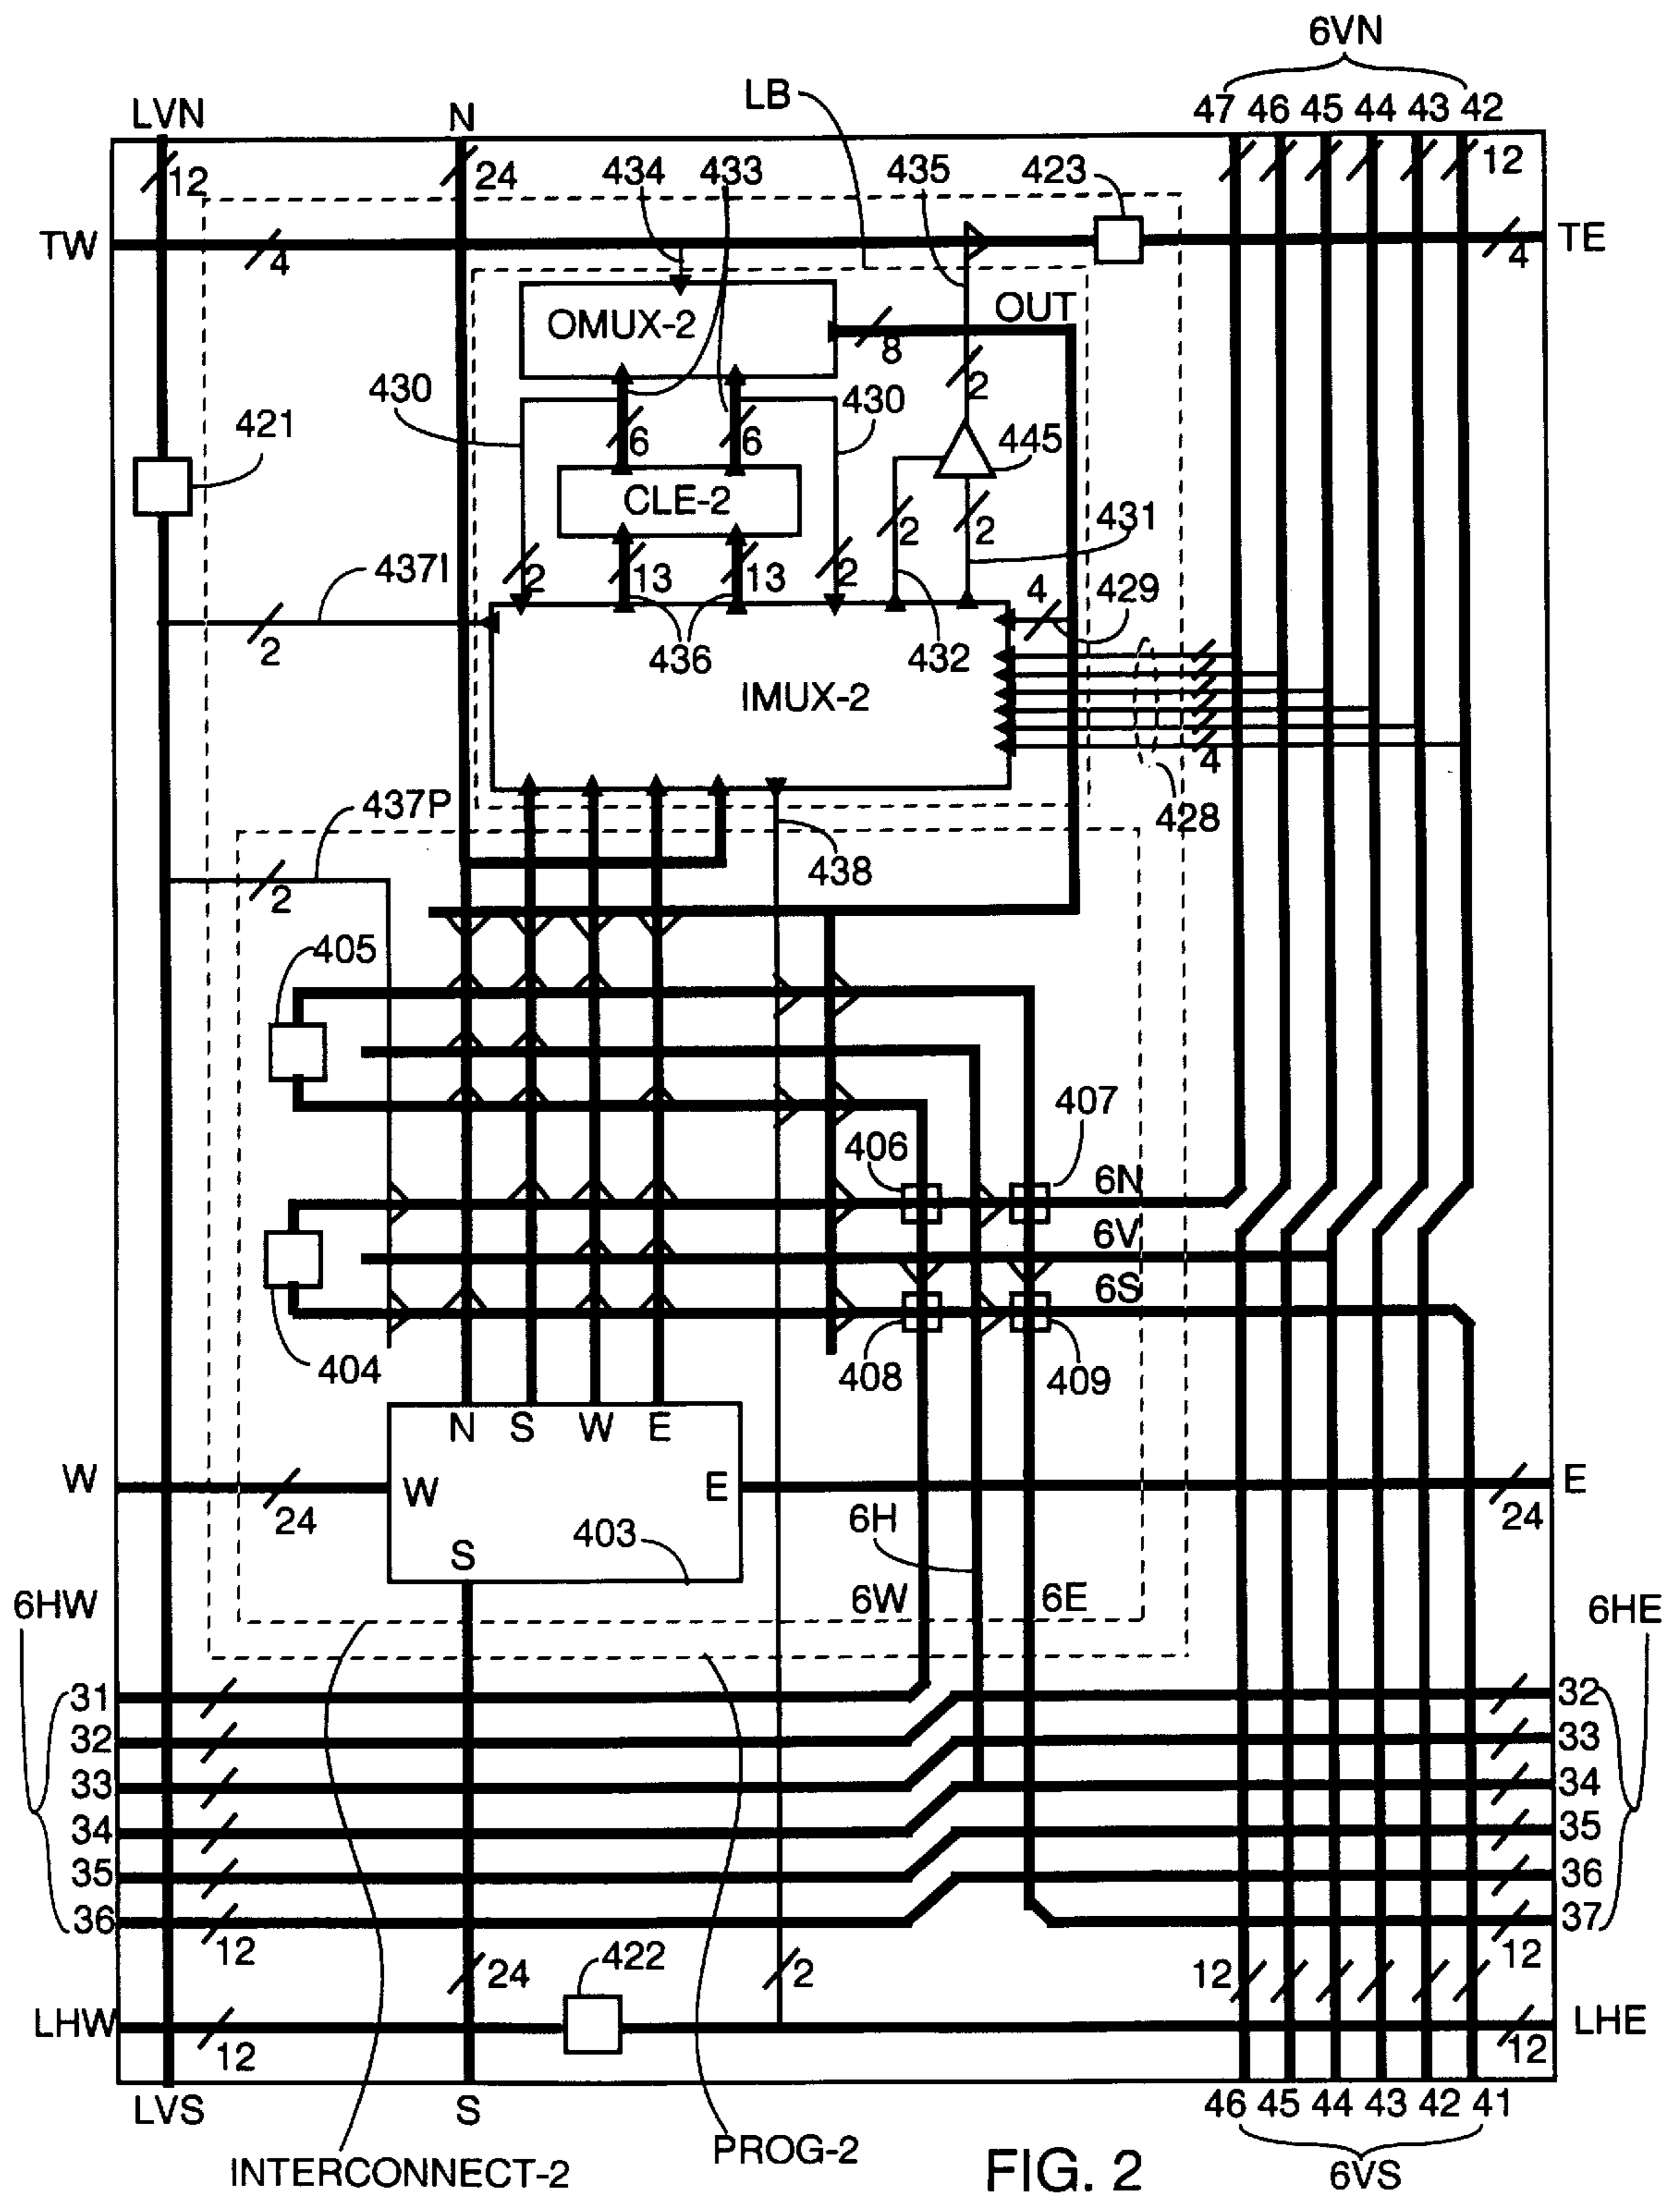 6VN
LVN N LB 47 46 45 44 43 42
12 24 434 433 435 423 12
TW 4 4 TE
OMUX-2 8 OUT
2
430 430
421 6 6 445
CLE-2
2 2 431
437I 2 13 13 2 4 429
2 436 432
IMUX-2
4
437P 428
2 438
405
407
406 6N
6V
6S
404 408 409
N S W E
W W E E
24 403 6H 24
S
6HW 6W 6E 6HE
31 32
32 33
33 34
34 35
35 36
36 37
12 12
422
24 2 12
LHW LHE
12 12
LVS S 46 45 44 43 42 41
INTERCONNECT-2 PROG-2 FIG. 2 6VS